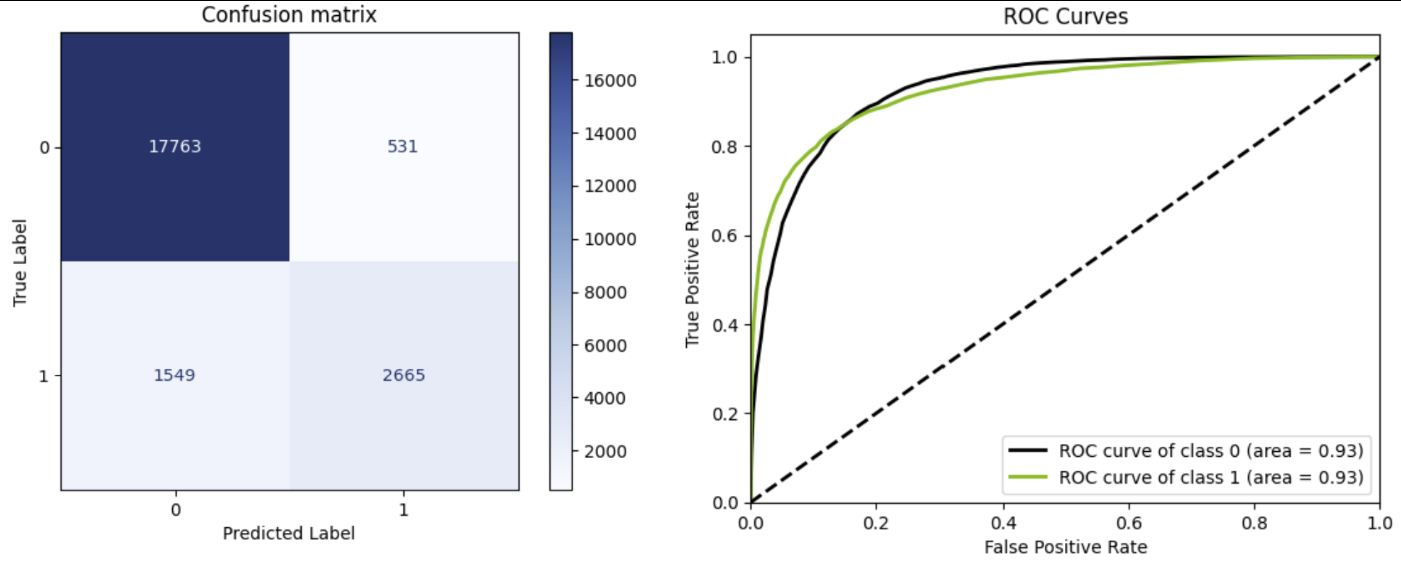 Confusion matrix
True Label
0
1
17763
531
1549
2665
0
1
Predicted Label
16000
14000
12000
10000
8000
6000
4000
2000
ROC Curves
True Positive Rate
1.0
0.8
0.6
0.4
0.2
0.0
ROC curve of class 0 (area = 0.93)
ROC curve of class 1 (area = 0.93)
0.0 0.2 0.4 0.6 0.8 1.0
False Positive Rate